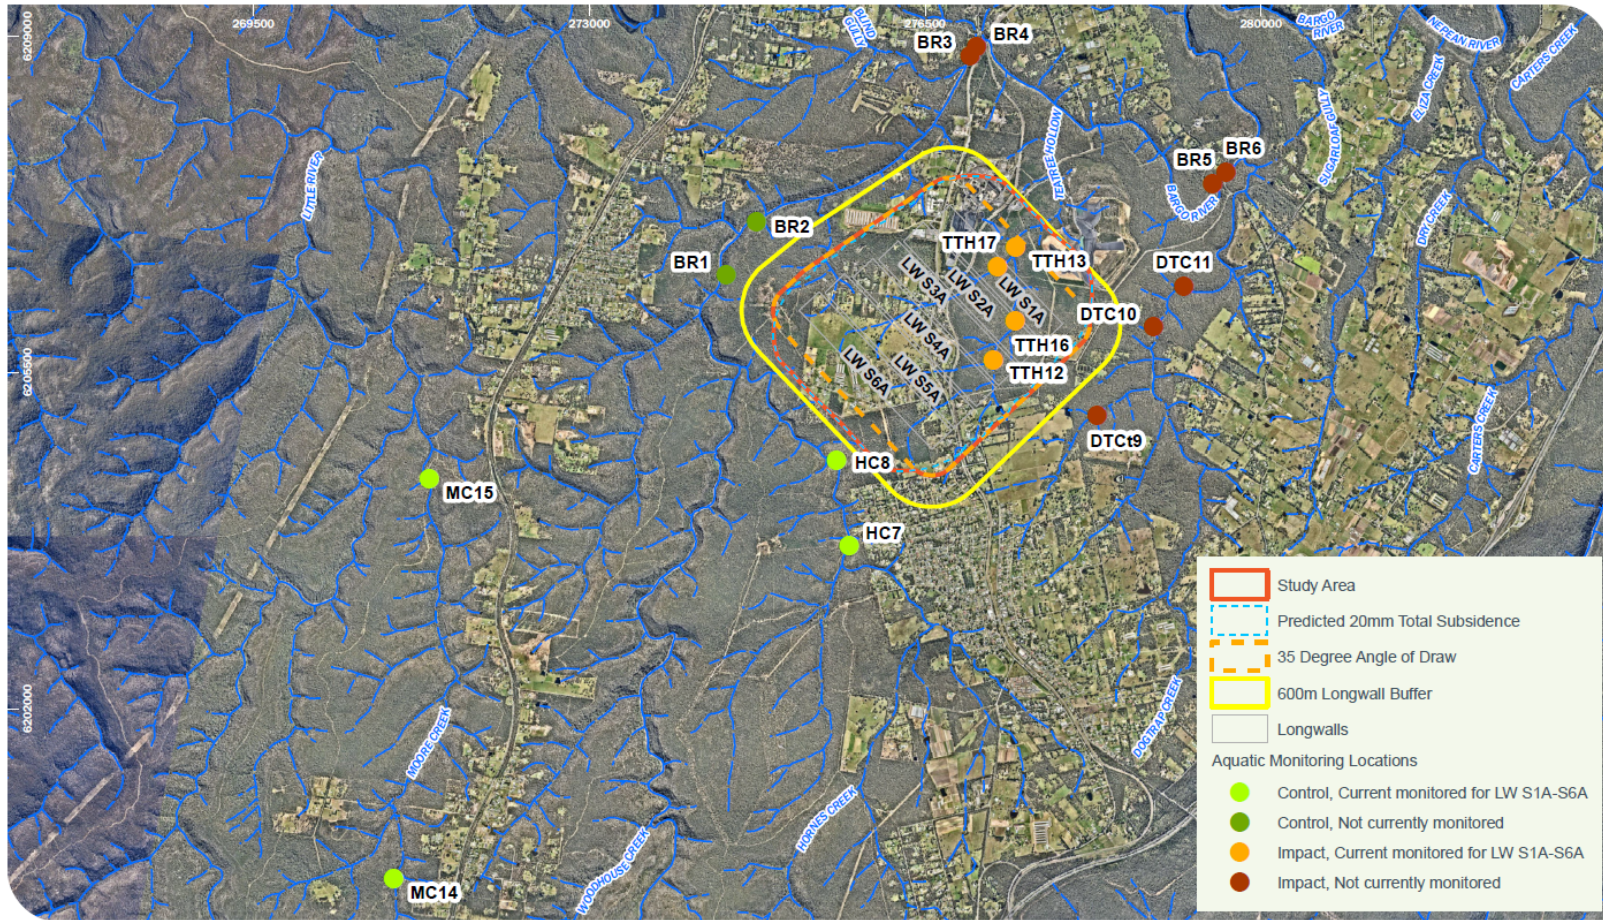 269500
273000
276500
280000
6209000
6205500
6202000
BLIND
GULLY
BARGO
RIVER
NEPEAN RIVER
CARTERS CREEK
ELIZA CREEK
SUGARLOAF GULLY
TEATREE HOLLOW
LITTLE RIVER
BARGO RIVER
DRY CREEK
CARTERS CREEK
DOGTRAP CREEK
MOORE CREEK
HORNES CREEK
WOODHOUSE CREEK
BR3
BR4
BR5
BR6
BR2
BR1
TTH17
TTH13
DTC11
DTC10
LW S3A
LW S2A
LW S1A
LW S4A
TTH16
LW S6A
LW S5A
TTH12
DTCt9
HC8
MC15
HC7
MC14
Study Area
Predicted 20mm Total Subsidence
35 Degree Angle of Draw
600m Longwall Buffer
Longwalls
Aquatic Monitoring Locations
Control, Current monitored for LW S1A-S6A
Control, Not currently monitored
Impact, Current monitored for LW S1A-S6A
Impact, Not currently monitored